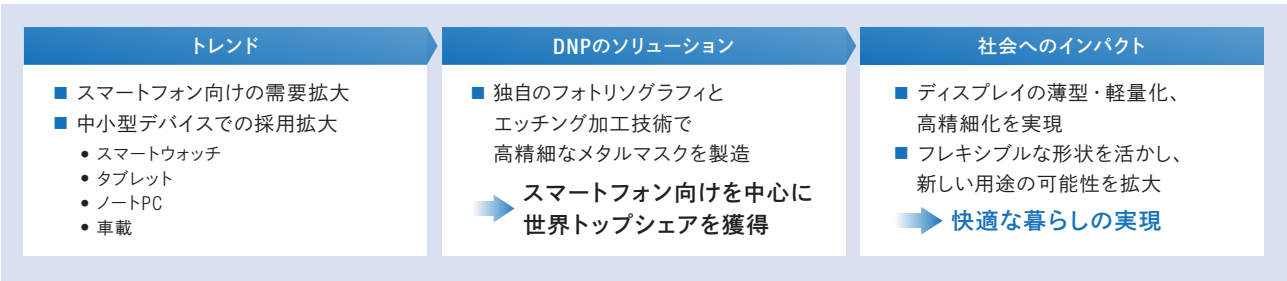 トレンド
■ スマートフォン向けの需要拡大
■ 中小型デバイスでの採用拡大
● スマートウォッチ
● タブレット
● ノートPC
● 車載
DNPのソリューション
■ 独自のフォトリソグラフィと
エッチング加工技術で
高精細なメタルマスクを製造
スマートフォン向けを中心に
世界トップシェアを獲得
社会へのインパクト
■ ディスプレイの薄型・軽量化、
高精細化を実現
■ フレキシブルな形状を活かし、
新しい用途の可能性を拡大
快適な暮らしの実現